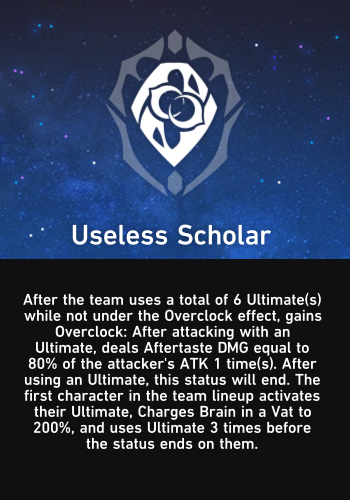 Useless Scholar
After the team uses a total of 6 Ultimate(s)
while not under the Overclock effect, gains
Overclock: After attacking with an
Ultimate, deals Aftertaste DMG equal to
80% of the attacker's ATK 1 time(s). After
using an Ultimate, this status will end. The
first character in the team lineup activates
their Ultimate, Charges Brain in a Vat to
200%, and uses Ultimate 3 times before
the status ends on them.